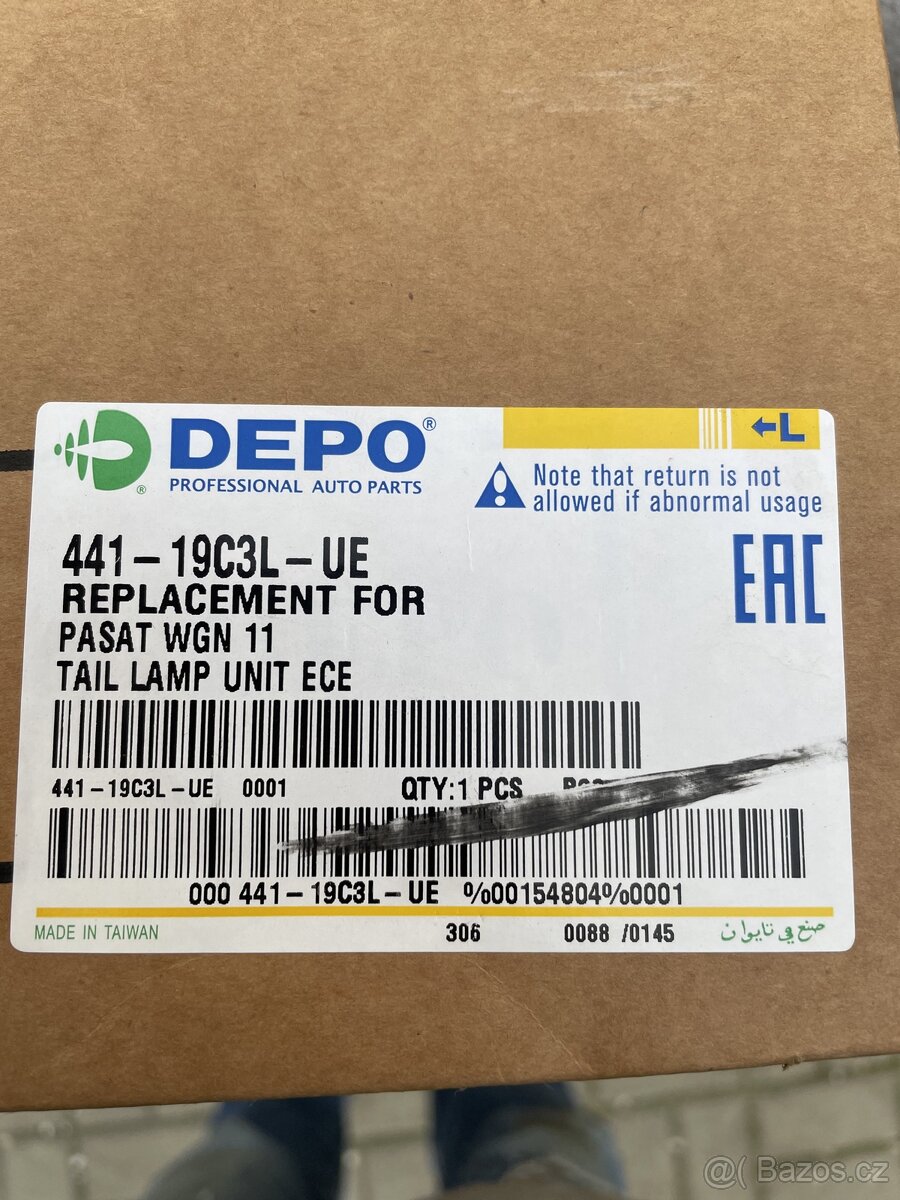 DEPO®
PROFESSIONAL AUTO PARTS
®
←L
Note that return is not
allowed if abnormal usage
441-19C3L-UE
EAC
REPLACEMENT FOR
PASAT WGN 11
TAIL LAMP UNIT ECE
441-19C3L-UE 0001 QTY:1 PCS
000 441-19C3L-UE %00154804%0001
MADE IN TAIWAN 306 0088 /0145 صنع في تايوان
@( Bazos.cz